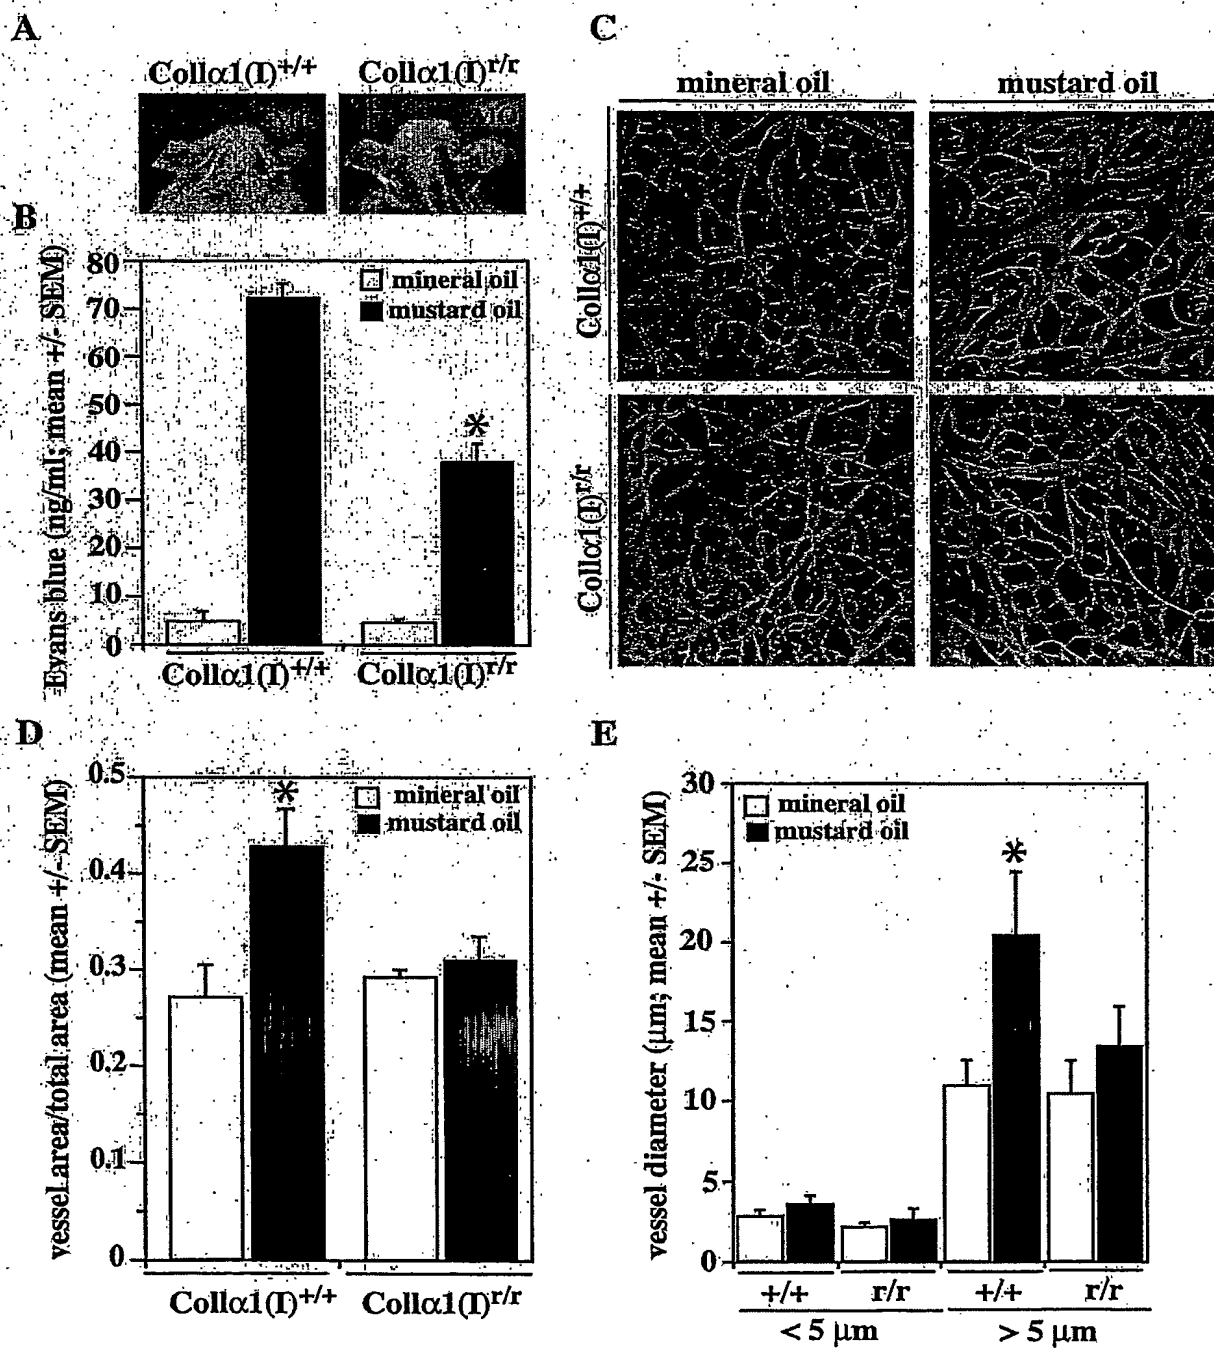 A
Collα1(I)+/+ Collα1(I)r/r
B
Evans blue (ng/ml; mean +/- SEM)
80
70
60
50
40
30
20
10
0
mineral oil
mustard oil
*
Collα1(I)+/+ Collα1(I)r/r
C
mineral oil mustard oil
Collα1(I)+/+
Collα1(I)r/r
D
vessel area/total area (mean +/- SEM)
0.5
0.4
0.3
0.2
0.1
0
*
mineral oil
mustard oil
Collα1(I)+/+ Collα1(I)r/r
E
vessel diameter (μm; mean +/- SEM)
30
25
20
15
10
5
0
mineral oil
mustard oil
*
+/+ r/r +/+ r/r
< 5 μm > 5 μm